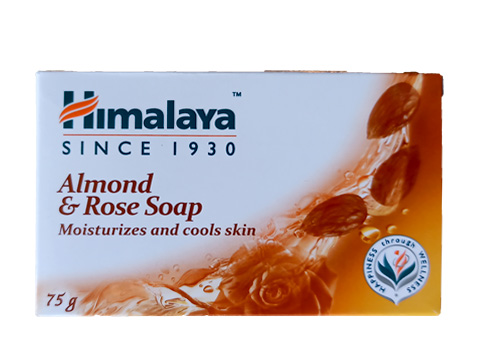 Himalaya™
SINCE 1930
Almond
& Rose Soap
Moisturizes and cools skin
75 g
HAPPINESS through WELLNESS